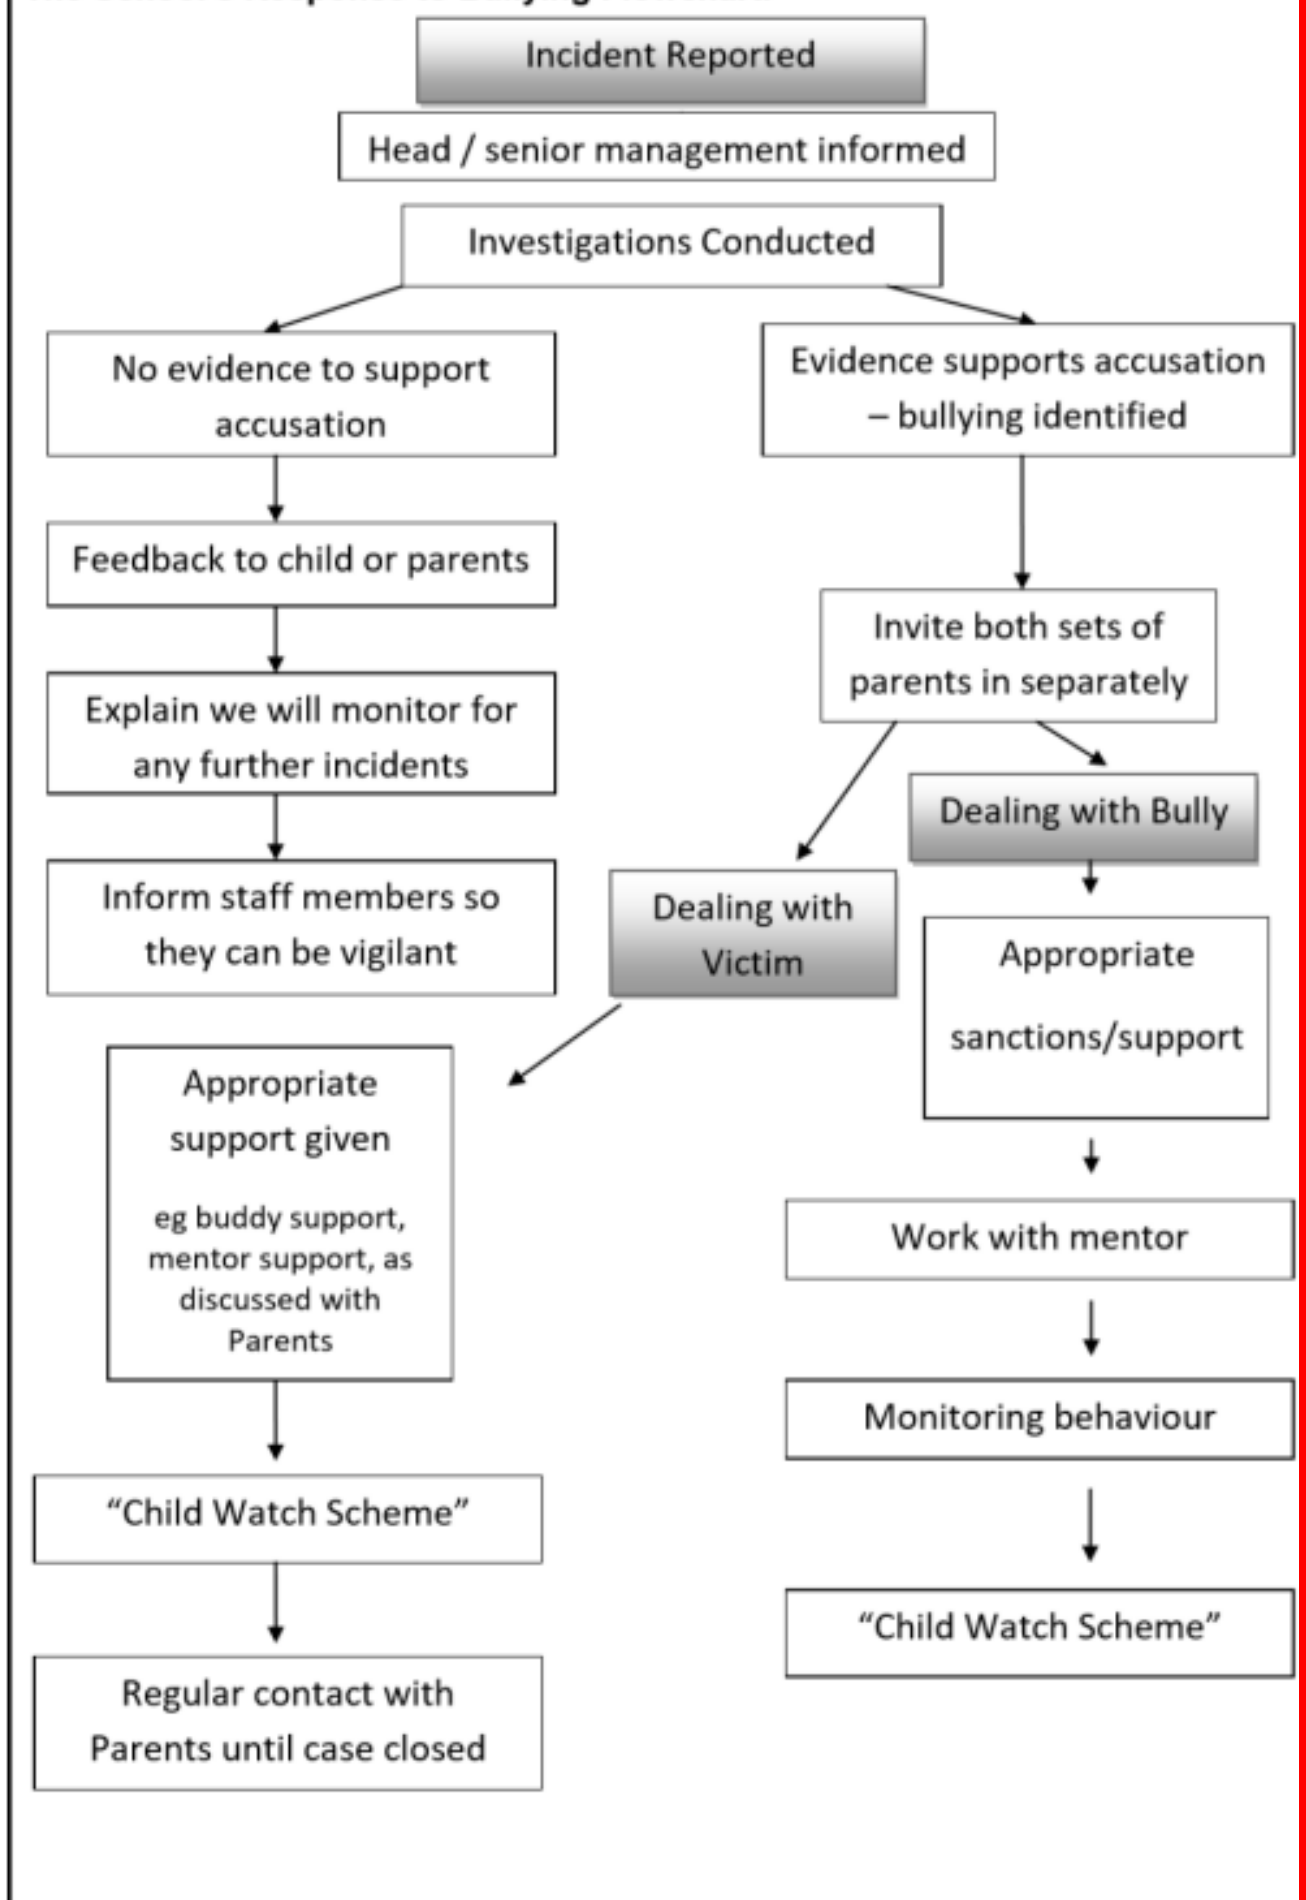 Incident Reported
Head / senior management informed
Investigations Conducted
No evidence to support
accusation
Feedback to child or parents
Explain we will monitor for
any further incidents
Inform staff members so
they can be vigilant
Evidence supports accusation
– bullying identified
Invite both sets of
parents in separately
Dealing with
Victim
Appropriate
support given
eg buddy support,
mentor support, as
discussed with
Parents
“Child Watch Scheme”
Regular contact with
Parents until case closed
Dealing with Bully
Appropriate
sanctions/support
Work with mentor
Monitoring behaviour
“Child Watch Scheme”